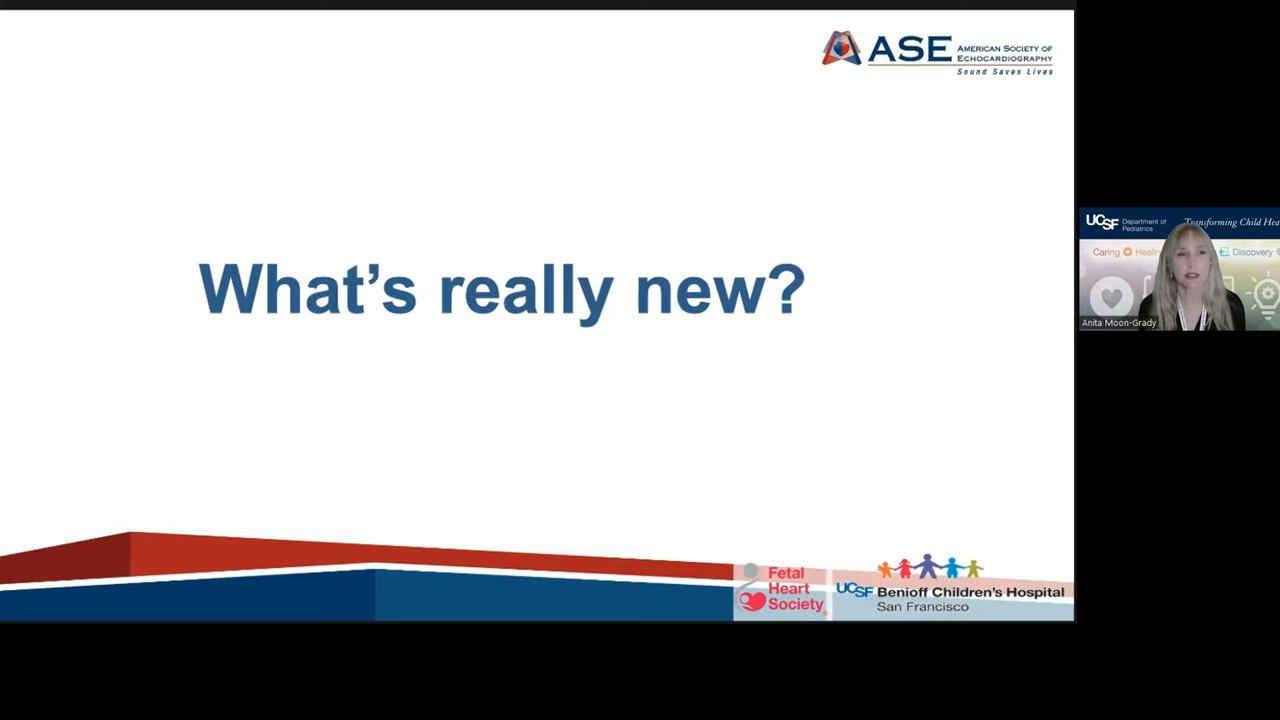 ASE AMERICAN SOCIETY OF
ECHOCARDIOGRAPHY
Sound Saves Lives
What's really new?
UCSF Department of
Pediatrics
Transforming Child Hea
Caring Healin
Discovery
Anita Moon-Grady
Fetal
Heart
Society
UCSF Benioff Children's Hospital
San Francisco